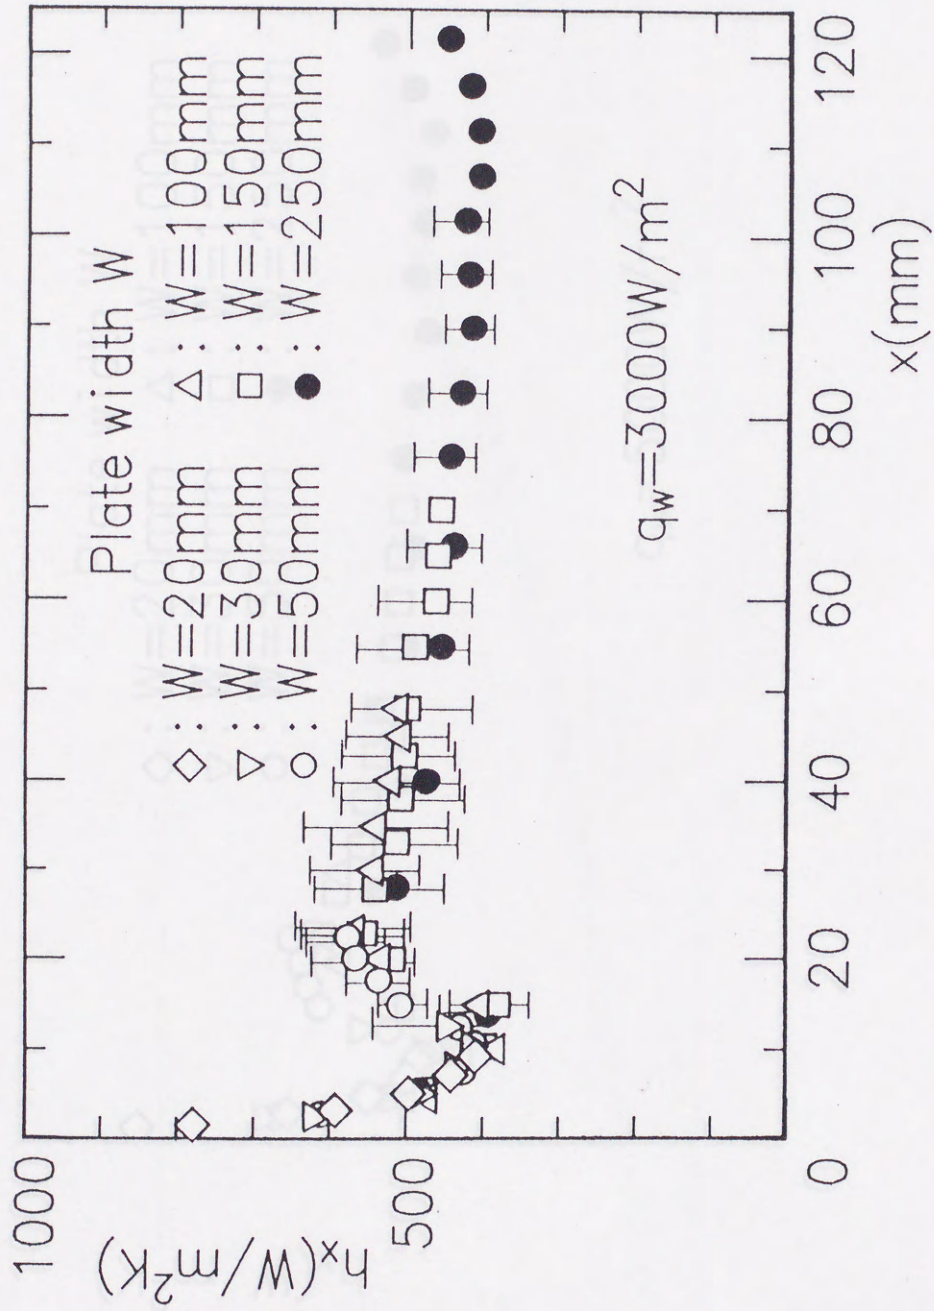 1000
500
h_x(W/m²K)
Plate width W
◇ : W=20mm △ : W=100mm
▽ : W=30mm □ : W=150mm
○ : W=50mm ● : W=250mm
q_w=3000W/m²
0 20 40 60 80 100 120
x(mm)